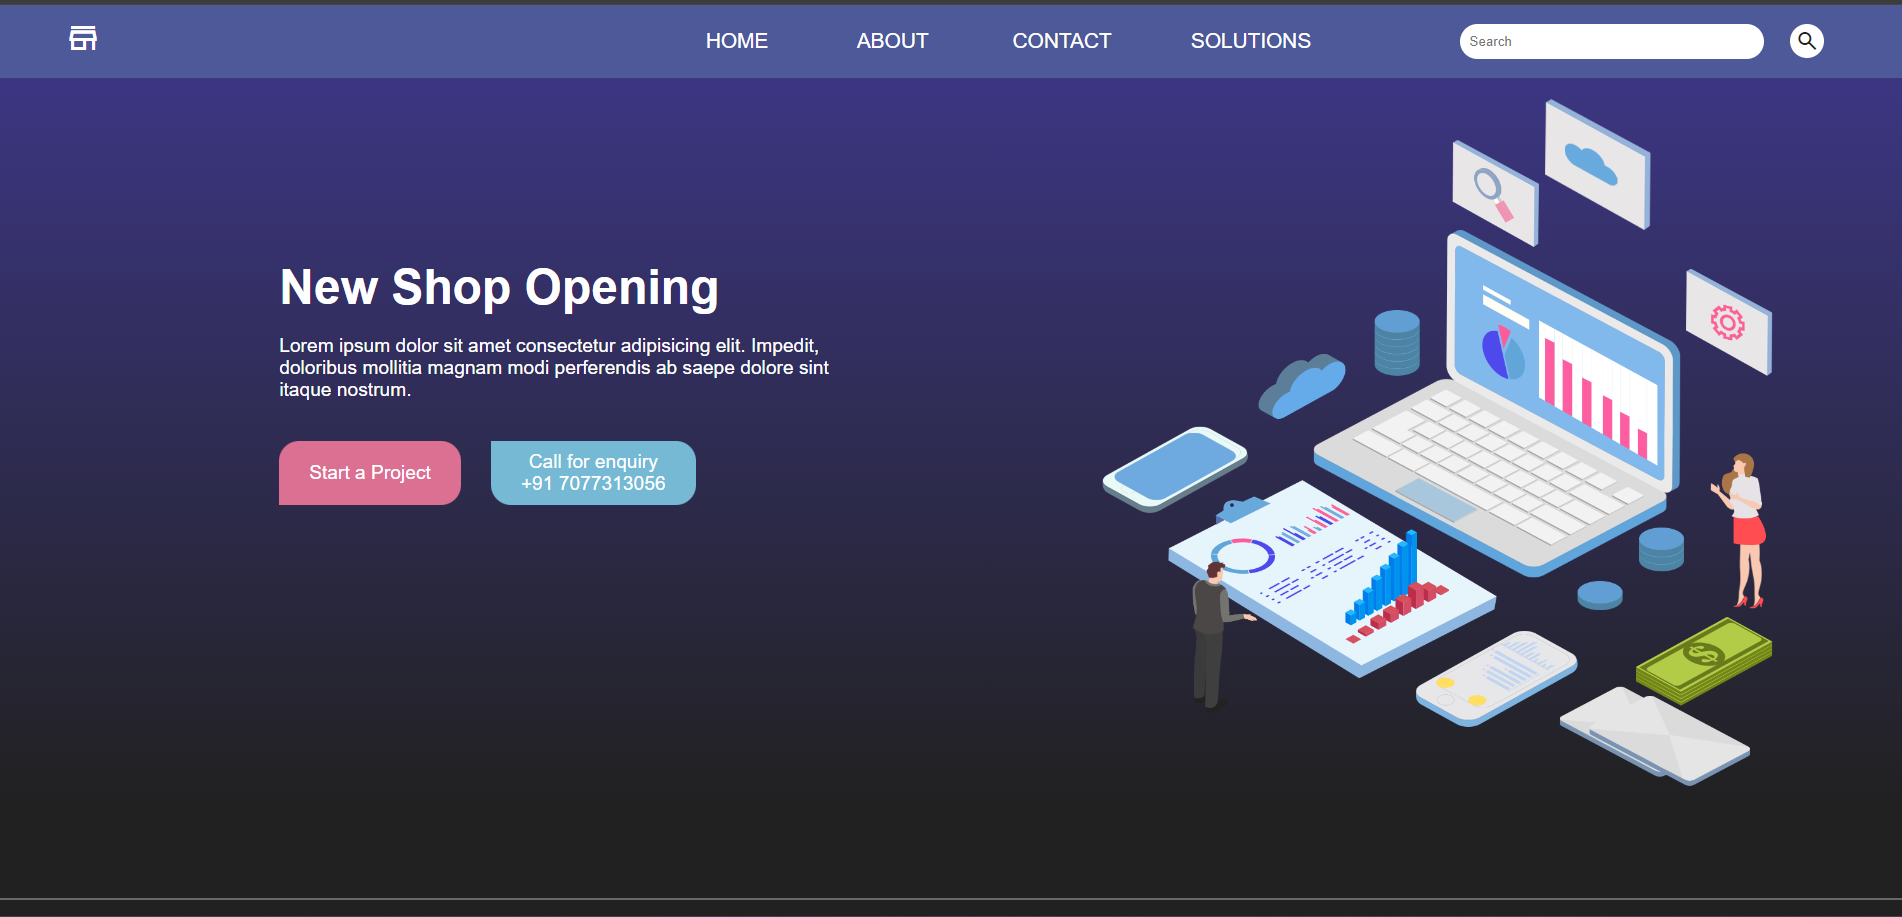 HOME
ABOUT
CONTACT
SOLUTIONS
Search
New Shop Opening
Lorem ipsum dolor sit amet consectetur adipisicing elit. Impedit,
doloribus mollitia magnam modi perferendis ab saepe dolore sint
itaque nostrum.
Start a Project
Call for enquiry
+91 7077313056
$